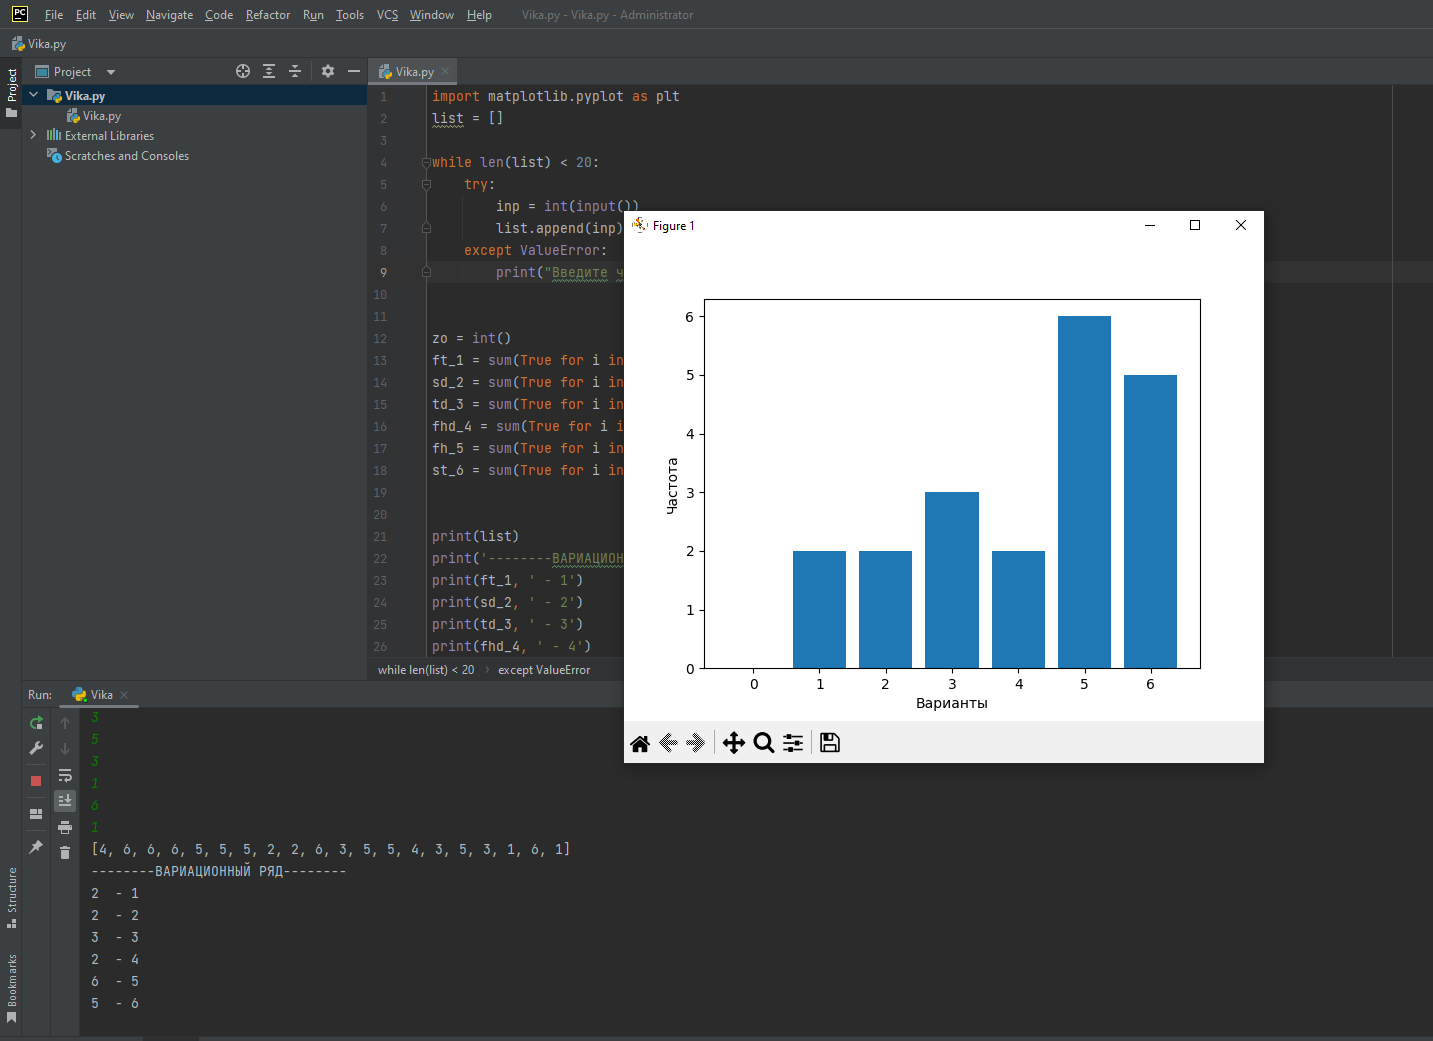 PC File Edit View Navigate Code Refactor Run Tools VCS Window Help Vika.py - Vika.py - Administrator
Vika.py
Project
Project
Vika.py
Vika.py
External Libraries
Scratches and Consoles
Vika.py
1 import matplotlib.pyplot as plt
2 list = []
3
4 while len(list) < 20:
5 try:
6 inp = int(input())
7 list.append(inp)
8 except ValueError:
9 print("Введите ч
10
11
12 zo = int()
13 ft_1 = sum(True for i in
14 sd_2 = sum(True for i in
15 td_3 = sum(True for i in
16 fhd_4 = sum(True for i i
17 fh_5 = sum(True for i in
18 st_6 = sum(True for i in
19
20
21 print(list)
22 print('--------ВАРИАЦИОН
23 print(ft_1, ' - 1')
24 print(sd_2, ' - 2')
25 print(td_3, ' - 3')
26 print(fhd_4, ' - 4')
while len(list) < 20 › except ValueError
Figure 1
6
5
4
3
2
1
0
Частота
0 1 2 3 4 5 6
Варианты
Run: Vika
3
5
3
1
6
1
[4, 6, 6, 6, 5, 5, 5, 2, 2, 6, 3, 5, 5, 4, 3, 5, 3, 1, 6, 1]
--------ВАРИАЦИОННЫЙ РЯД--------
2  - 1
2  - 2
3  - 3
2  - 4
6  - 5
5  - 6
Structure
Bookmarks